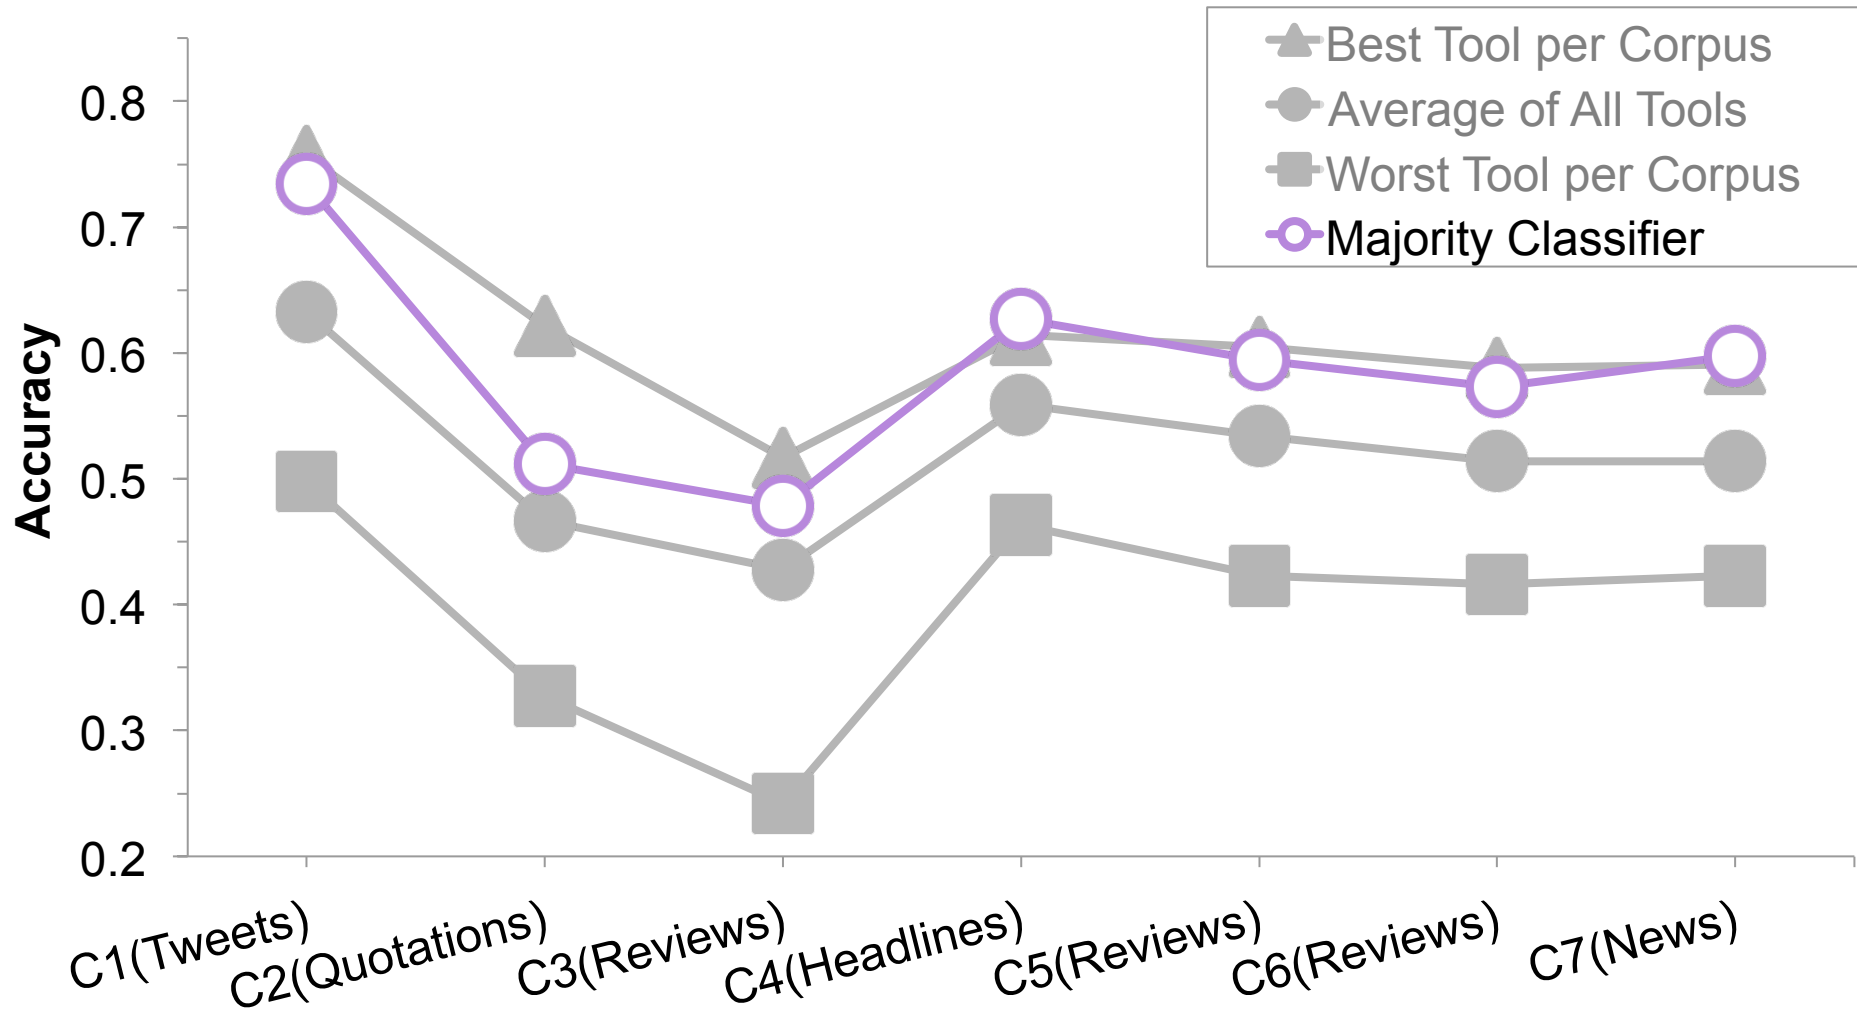 Best Tool per Corpus
Average of All Tools
Worst Tool per Corpus
Majority Classifier
Accuracy
0.8
0.7
0.6
0.5
0.4
0.3
0.2
C1(Tweets)
C2(Quotations)
C3(Reviews)
C4(Headlines)
C5(Reviews)
C6(Reviews)
C7(News)